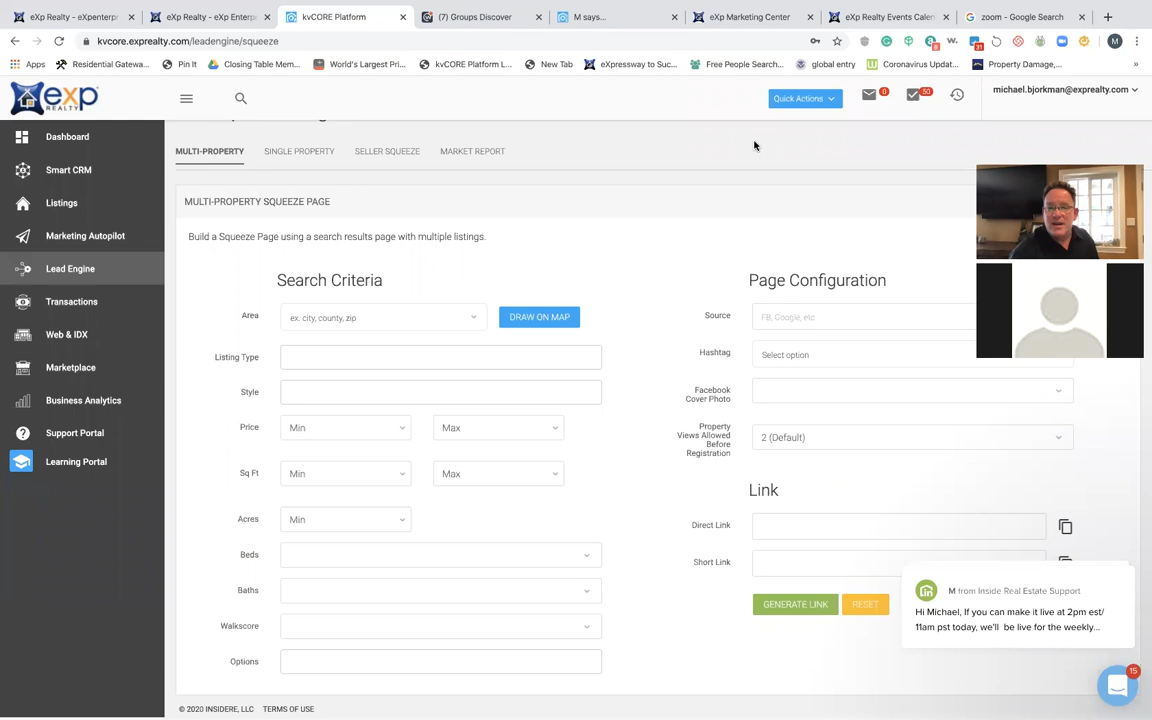 eXp Realty - eXpenterp
eXp Realty - eXp Enterp
kvCORE Platform
(7) Groups Discover
M says...
eXp Marketing Center
eXp Realty Events Calen
zoom - Google Search
kvcore.exprealty.com/leadengine/squeeze
Apps
Residential Gatewa...
Pin It
Closing Table Mem...
World's Largest Pri...
kvCORE Platform L...
New Tab
eXpressway to Suc...
Free People Search...
global entry
Coronavirus Updat...
Property Damage,...
exp
REALTY
Quick Actions
0
50
michael.bjorkman@exprealty.com
Dashboard
Smart CRM
Listings
Marketing Autopilot
Lead Engine
Transactions
Web & IDX
Marketplace
Business Analytics
Support Portal
Learning Portal
MULTI-PROPERTY
SINGLE PROPERTY
SELLER SQUEEZE
MARKET REPORT
MULTI-PROPERTY SQUEEZE PAGE
Build a Squeeze Page using a search results page with multiple listings.
Search Criteria
Area
ex. city, county, zip
DRAW ON MAP
Listing Type
Style
Price
Min
Max
Sq Ft
Min
Max
Acres
Min
Beds
Baths
Walkscore
Options
Page Configuration
Source
FB, Google, etc
Hashtag
Select option
Facebook
Cover Photo
Property
Views Allowed
Before
Registration
2 (Default)
Link
Direct Link
Short Link
GENERATE LINK
RESET
M from Inside Real Estate Support
Hi Michael, If you can make it live at 2pm est/
11am pst today, we'll be live for the weekly...
15
© 2020 INSIDERE, LLC
TERMS OF USE